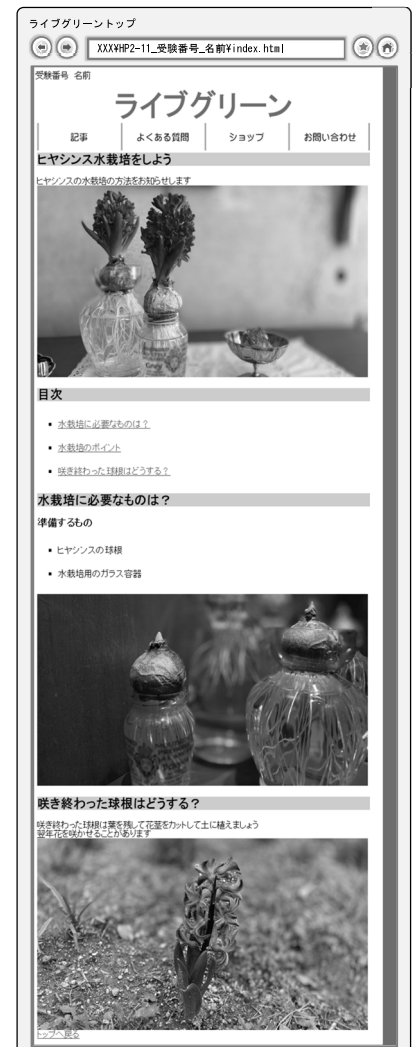 ライブグリーントップ
XXX¥HP2-11_受験番号_名前¥index.html
受験番号 名前
ライブグリーン
記事 よくある質問 ショップ お問い合わせ
ヒヤシンス水栽培をしよう
ヒヤシンスの水栽培の方法をお知らせします
目次
水栽培に必要なものは？
水栽培のポイント
咲き終わった球根はどうする？
水栽培に必要なものは？
準備するもの
ヒヤシンスの球根
水栽培用のガラス容器
咲き終わった球根はどうする？
咲き終わった球根は葉を残して花茎をカットして土に植えましょう
翌年花を咲かせることがあります
トップへ戻る